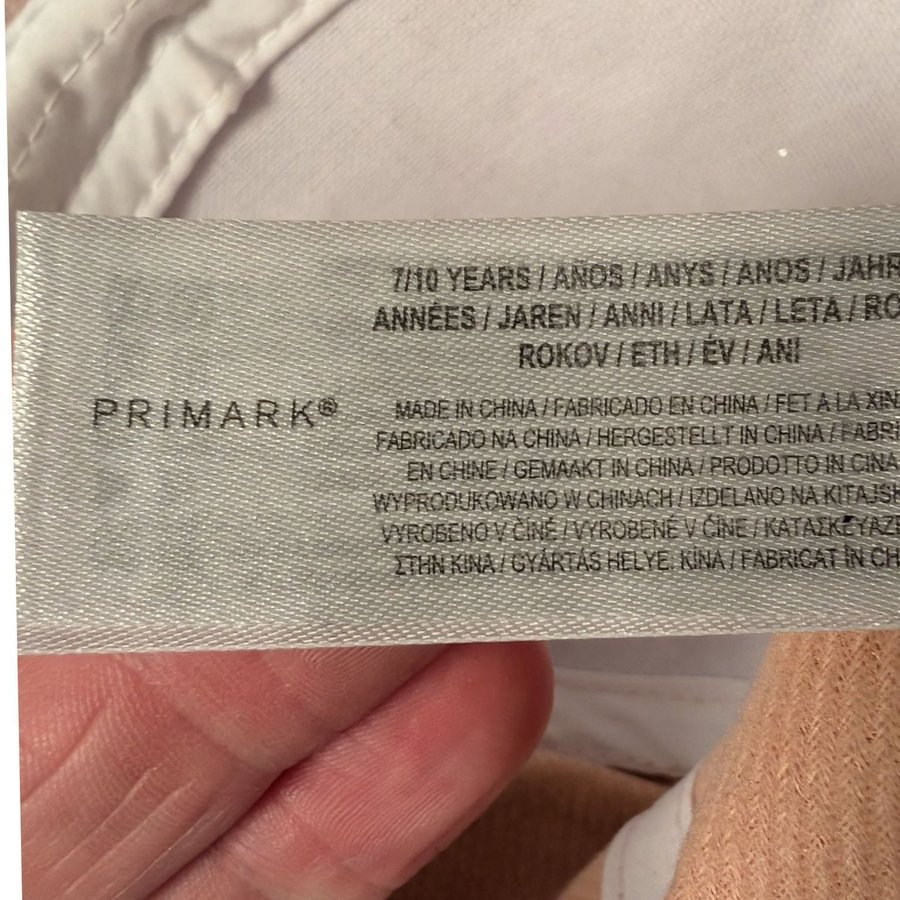 PRIMARK®
7/10 YEARS / AÑOS / ANYS / ANOS / JAHR
ANNÉES / JAREN / ANNI / LATA / LETA / RO
ROKOV / ETH / ÉV / ANI
MADE IN CHINA / FABRICADO EN CHINA / FET A LA XIN
FABRICADO NA CHINA / HERGESTELLT IN CHINA / FABRI
EN CHINE / GEMAAKT IN CHINA / PRODOTTO IN CINA
WYPRODUKOWANO W CHINACH / IZDELANO NA KITAJSK
VYROBENO V ČÍNĚ / VYROBENÉ V ČÍNE / ΚΑΤΑΣΚΕΥΑΖΕ
ΣΤΗΝ ΚΙΝΑ / GYÁRTÁS HELYE. KÍNA / FABRICAT ÎN CH